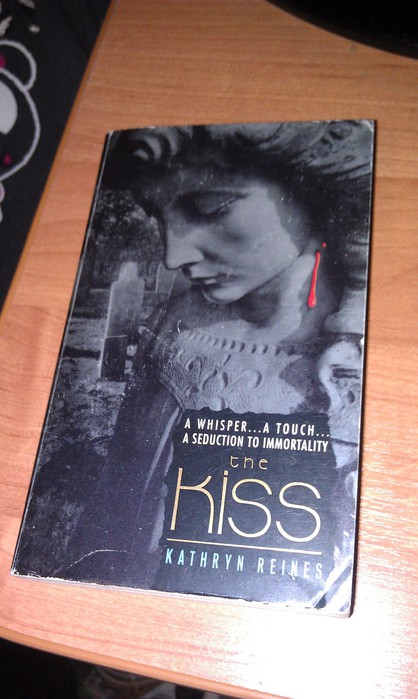 A WHISPER...A TOUCH...
A SEDUCTION TO IMMORTALITY
the
Kiss
KATHRYN REINES